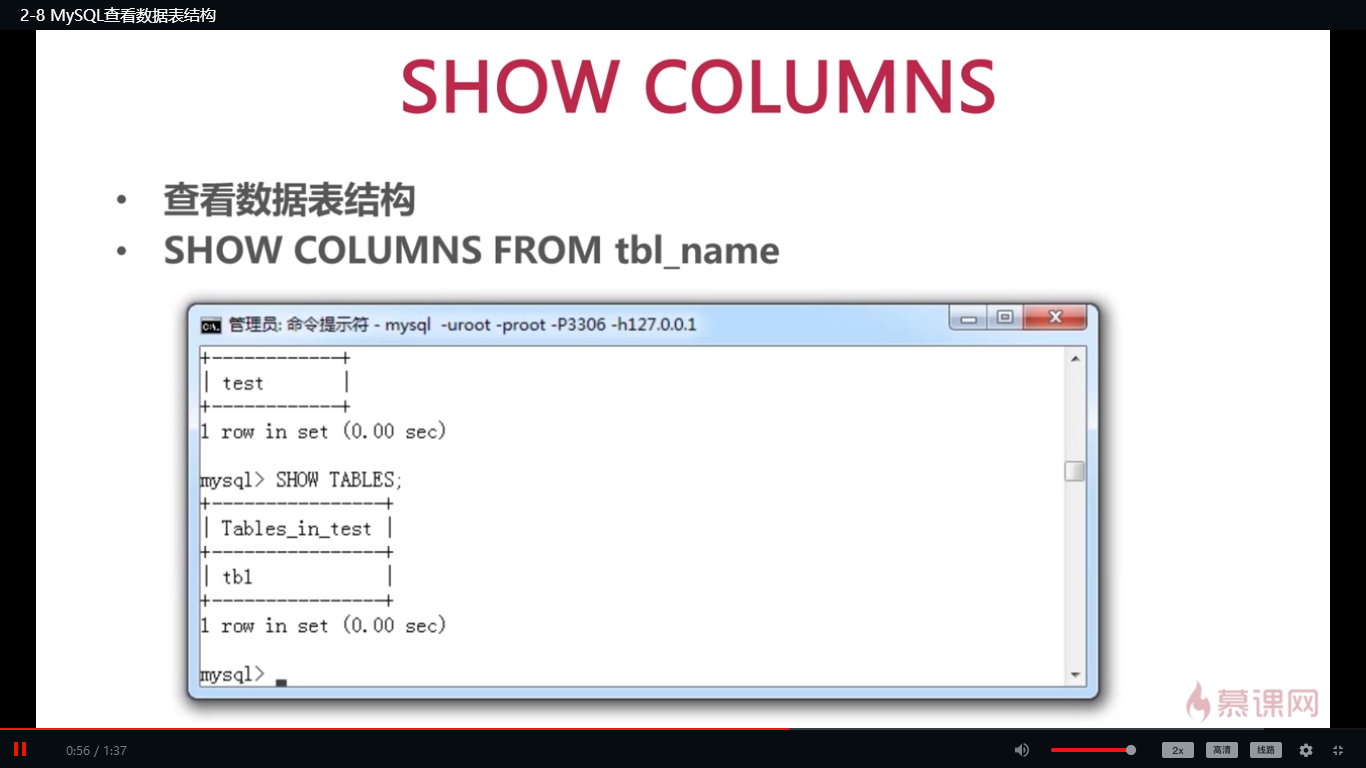 2-8 MySQL查看数据表结构
SHOW COLUMNS
• 查看数据表结构
• SHOW COLUMNS FROM tbl_name
管理员: 命令提示符 - mysql -uroot -proot -P3306 -h127.0.0.1
+------------+
| test       |
+------------+
1 row in set (0.00 sec)
mysql> SHOW TABLES;
+----------------+
| Tables_in_test |
+----------------+
| tb1            |
+----------------+
1 row in set (0.00 sec)
mysql>
慕课网
0:56 / 1:37
2x
高清
线路